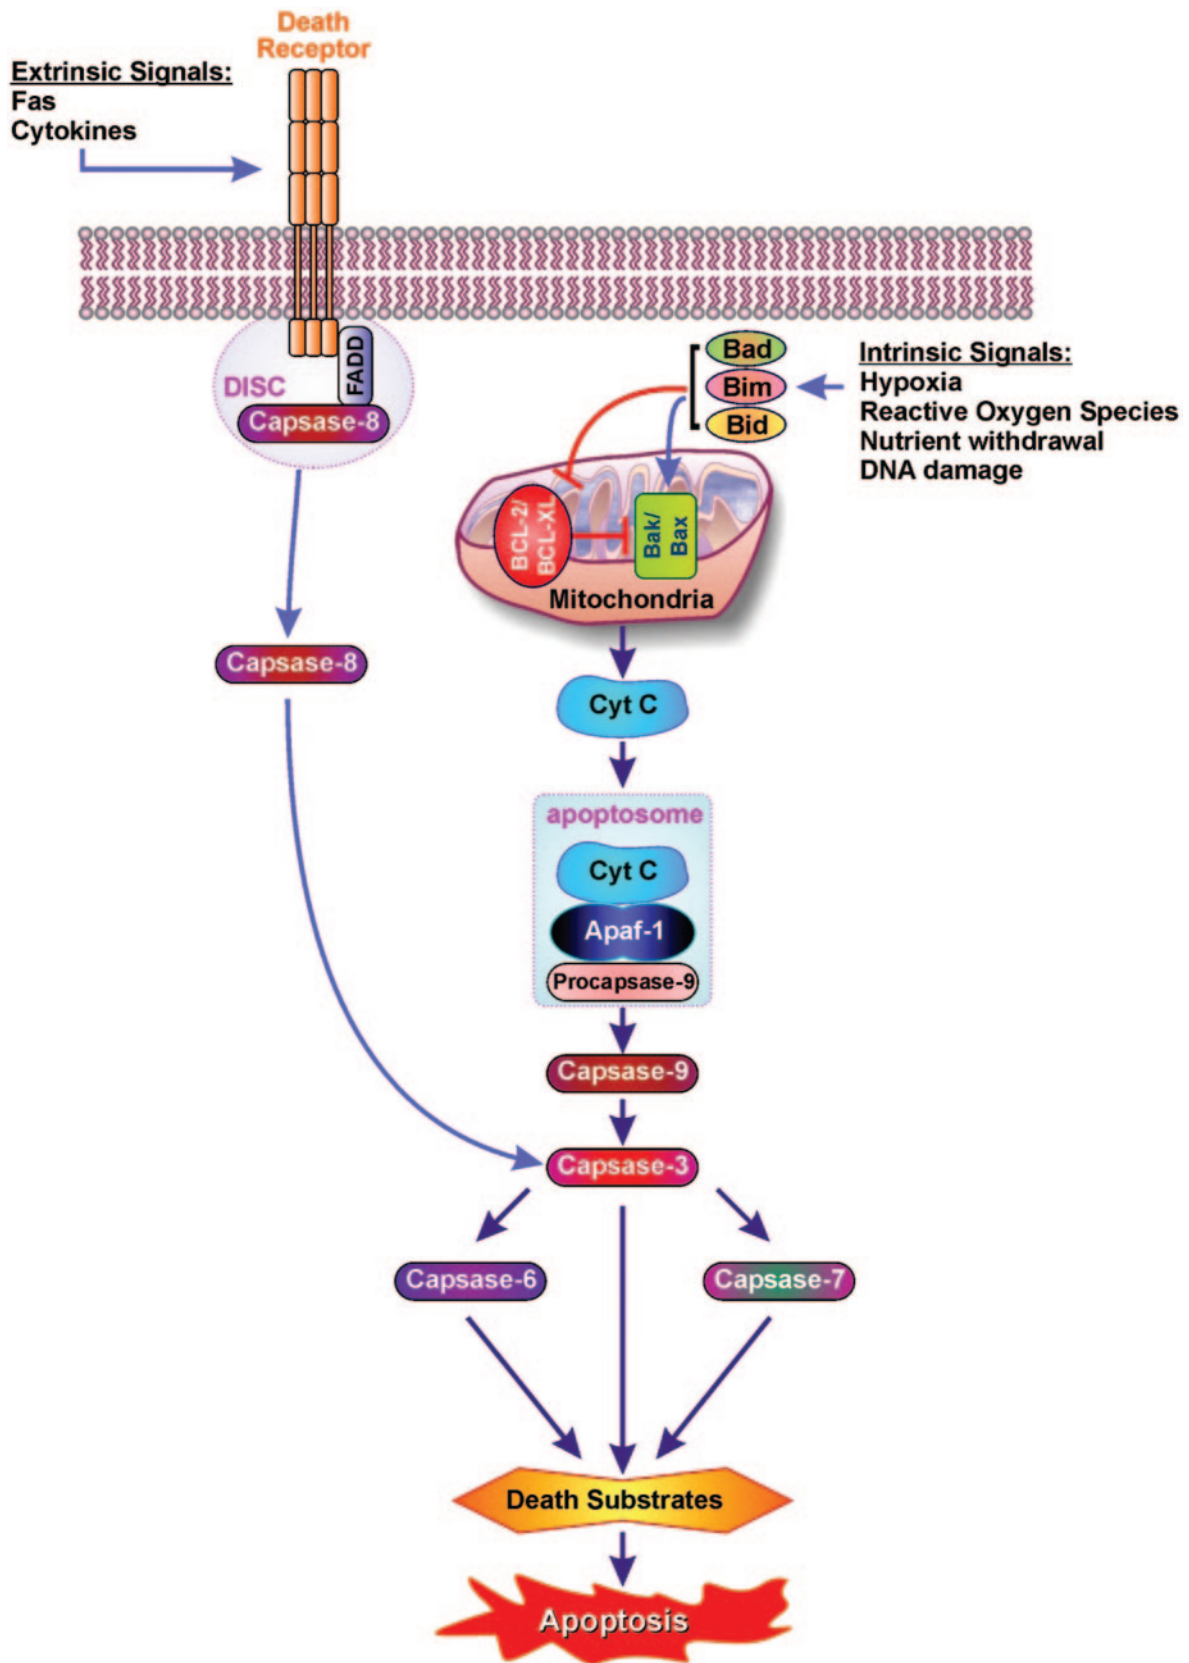 Death
Receptor
Extrinsic Signals:
Fas
Cytokines
FADD
DISC
Capsase-8
Bad
Bim
Bid
Intrinsic Signals:
Hypoxia
Reactive Oxygen Species
Nutrient withdrawal
DNA damage
BCL-2/
BCL-XL
Bak/
Bax
Mitochondria
Capsase-8
Cyt C
apoptosome
Cyt C
Apaf-1
Procapsase-9
Capsase-9
Capsase-3
Capsase-6
Capsase-7
Death Substrates
Apoptosis